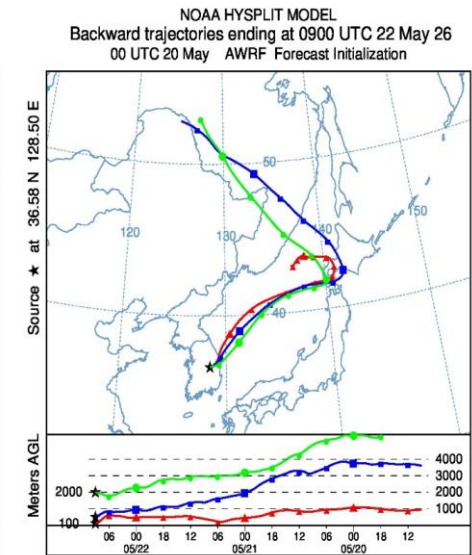 NOAA HYSPLIT MODEL
Backward trajectories ending at 0900 UTC 22 May 26
00 UTC 20 May AWRF Forecast Initialization
Source ★ at 36.58 N 128.50 E
50
150
120
130
40
40
Meters AGL
2000
100
4000
3000
2000
1000
06 00 18 12 06 00 18 12 06 00 18 12
05/22 05/21 05/20